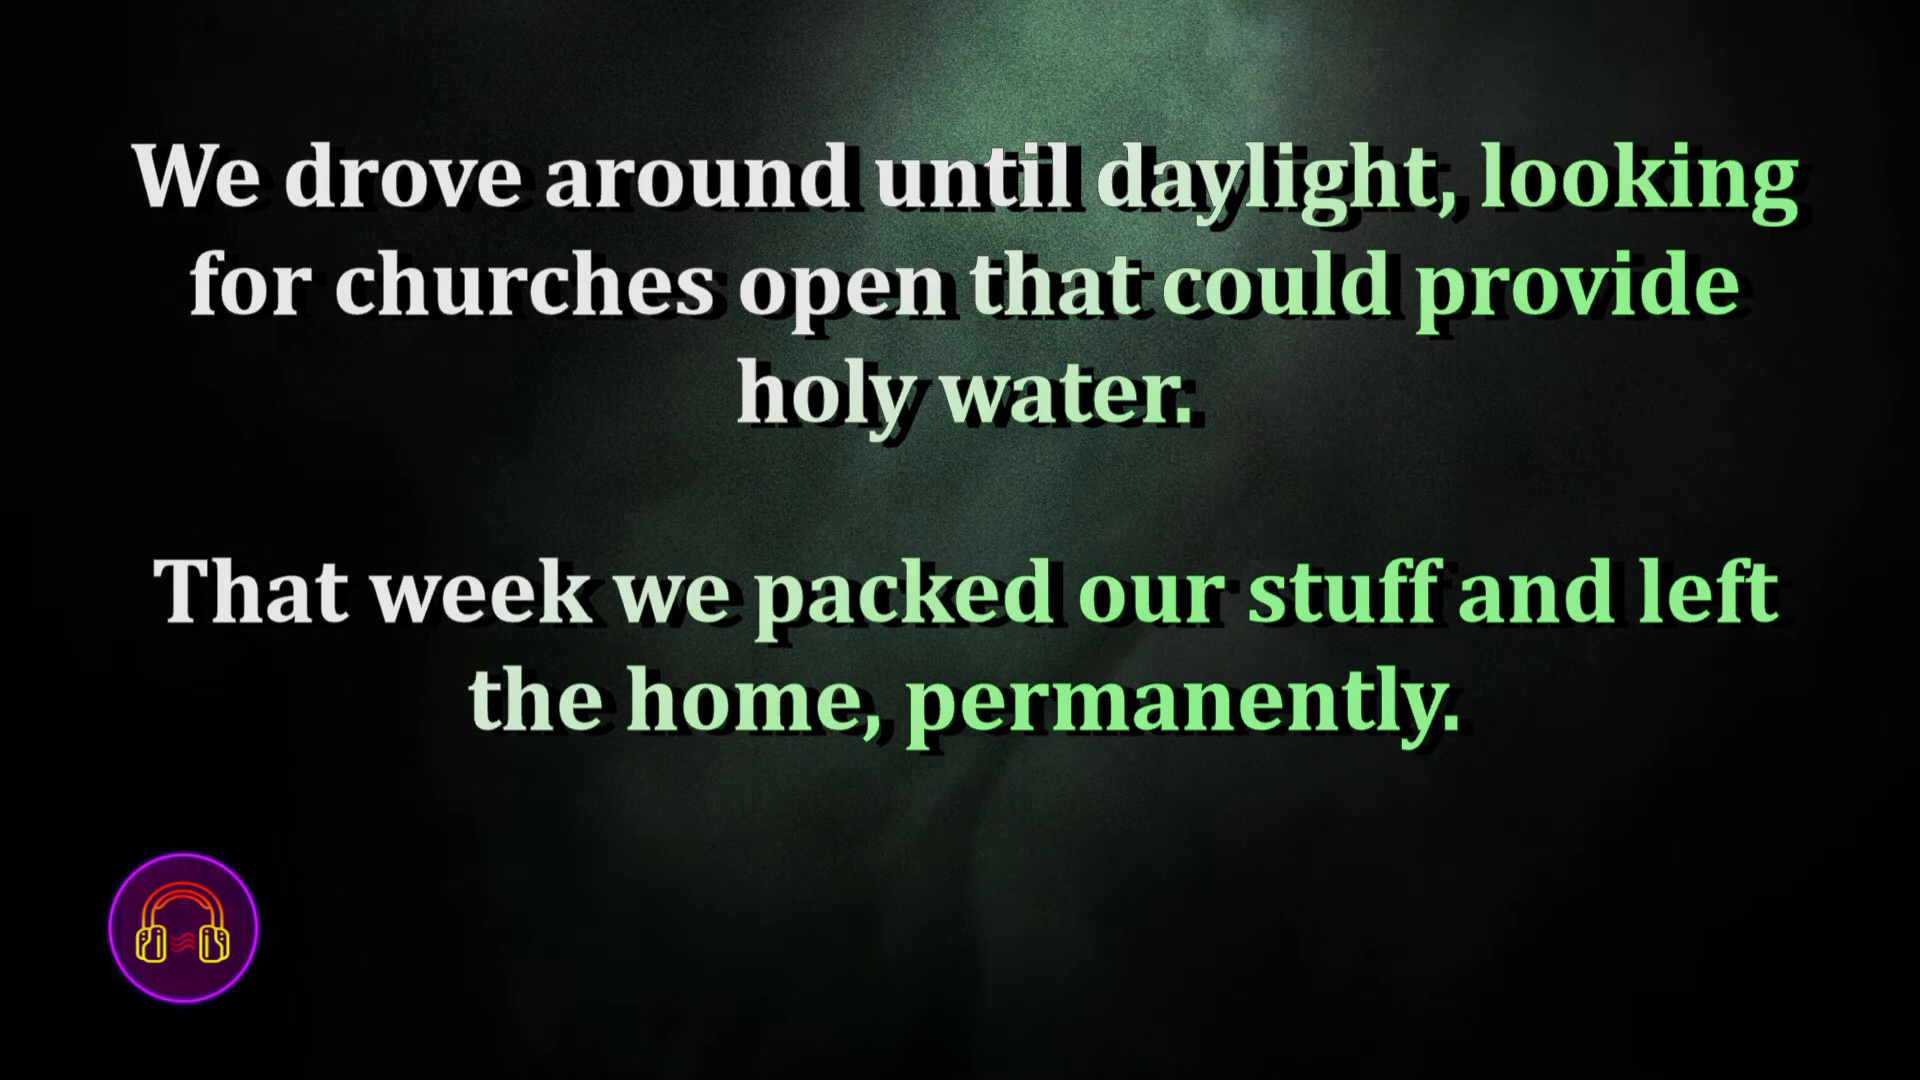 We drove around until daylight, looking
for churches open that could provide
holy water.
That week we packed our stuff and left
the home, permanently.